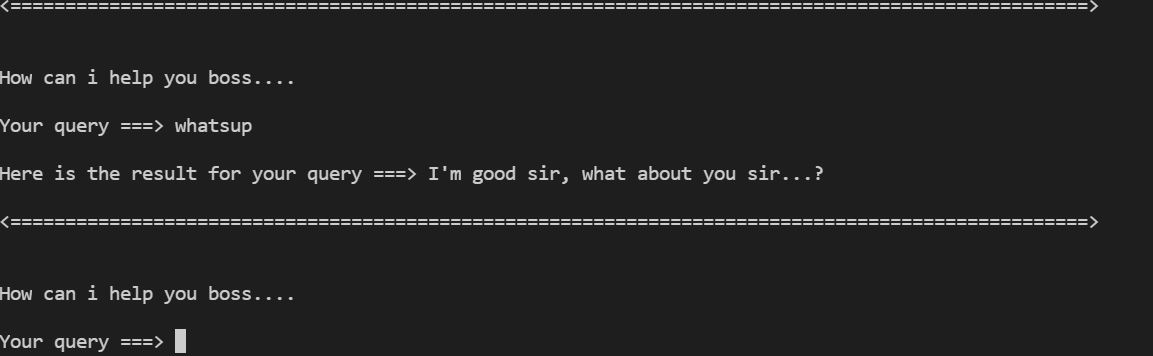 <==================================================================================================>
How can i help you boss....
Your query ===> whatsup
Here is the result for your query ===> I'm good sir, what about you sir...?
<==================================================================================================>
How can i help you boss....
Your query ===>